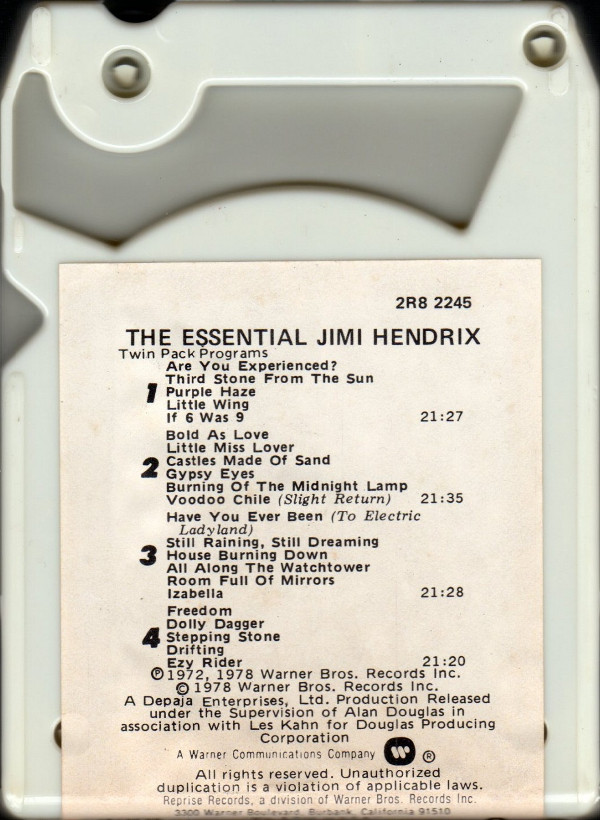 2R8 2245
THE ESSENTIAL JIMI HENDRIX
Twin Pack Programs
Are You Experienced?
Third Stone From The Sun
1 Purple Haze
Little Wing
If 6 Was 9 21:27
Bold As Love
Little Miss Lover
2 Castles Made Of Sand
Gypsy Eyes
Burning Of The Midnight Lamp
Voodoo Chile (Slight Return) 21:35
Have You Ever Been (To Electric
Ladyland)
Still Raining, Still Dreaming
3 House Burning Down
All Along The Watchtower
Room Full Of Mirrors
Izabella 21:28
Freedom
Dolly Dagger
4 Stepping Stone
Drifting
Ezy Rider 21:20
℗ 1972, 1978 Warner Bros. Records Inc.
© 1978 Warner Bros. Records Inc.
A Depaja Enterprises, Ltd. Production Released
under the Supervision of Alan Douglas in
association with Les Kahn for Douglas Producing
Corporation
A Warner Communications Company ®
All rights reserved. Unauthorized
duplication is a violation of applicable laws.
Reprise Records, a division of Warner Bros. Records Inc.
3300 Warner Boulevard, Burbank, California 91510